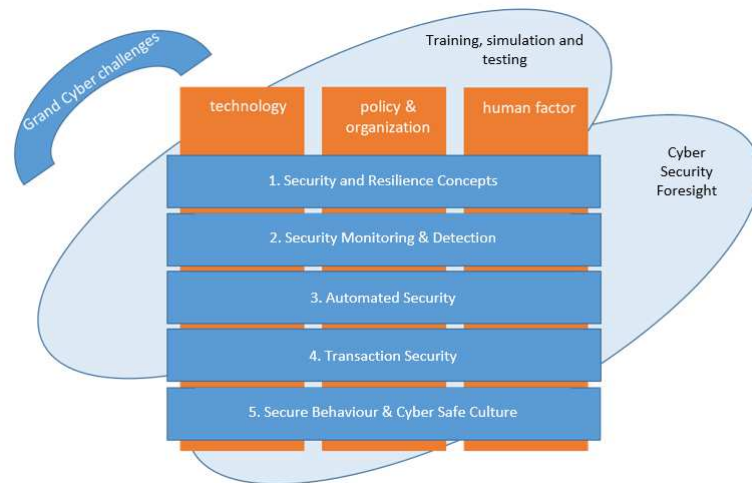 Grand Cyber challenges
Training, simulation and
testing
technology
policy &
organization
human factor
Cyber
Security
Foresight
1. Security and Resilience Concepts
2. Security Monitoring & Detection
3. Automated Security
4. Transaction Security
5. Secure Behaviour & Cyber Safe Culture